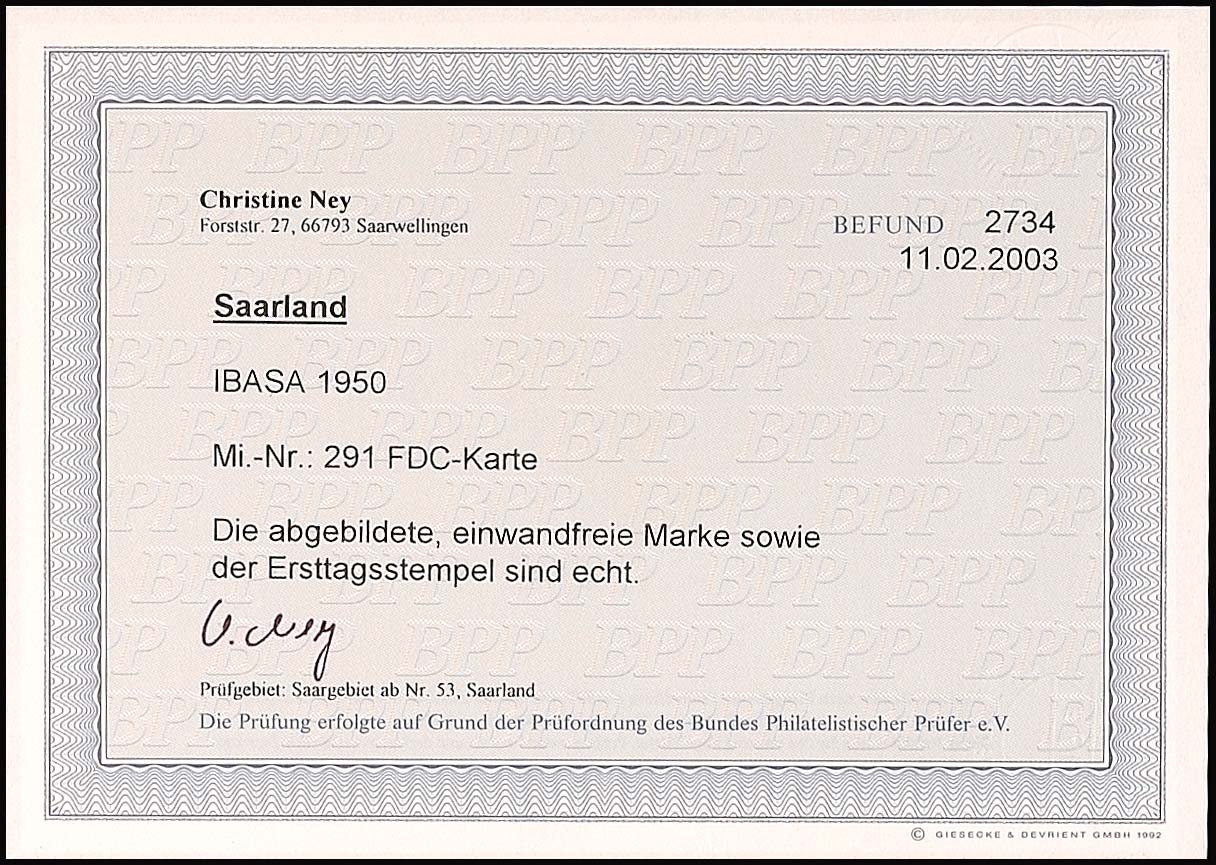 Christine Ney
Forststr. 27, 66793 Saarwellingen
BEFUND 2734
11.02.2003
Saarland
IBASA 1950
Mi.-Nr.: 291 FDC-Karte
Die abgebildete, einwandfreie Marke sowie
der Ersttagsstempel sind echt.
C. Ney
Prüfgebiet: Saargebiet ab Nr. 53, Saarland
Die Prüfung erfolgte auf Grund der Prüfordnung des Bundes Philatelistischer Prüfer e.V.
© GIESECKE & DEVRIENT GMBH 1992